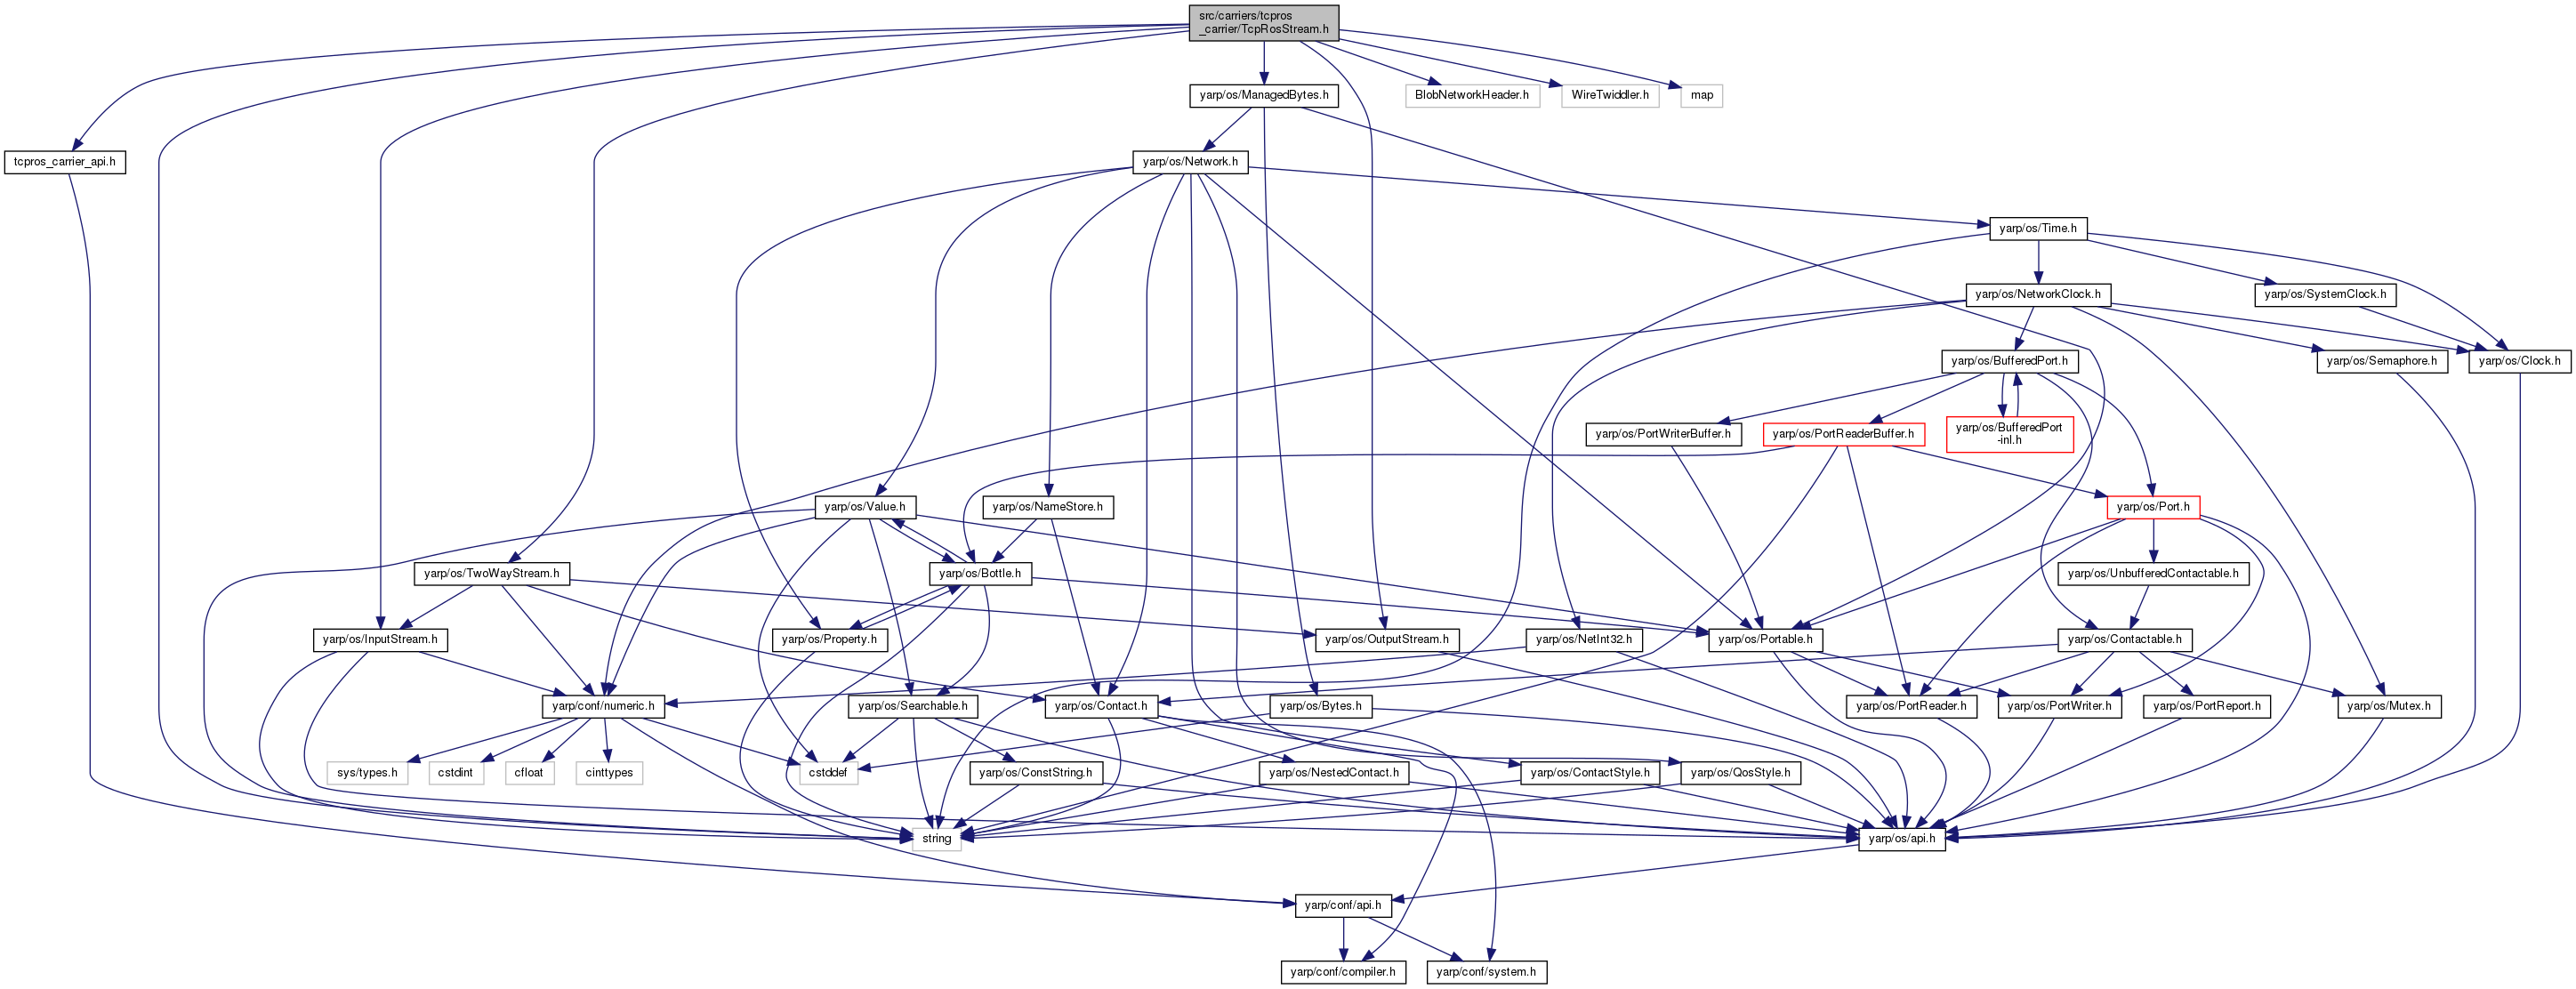 src/carriers/tcpros
_carrier/TcpRosStream.h
yarp/os/ManagedBytes.h
BlobNetworkHeader.h
WireTwiddler.h
map
tcpros_carrier_api.h
yarp/os/Network.h
yarp/os/Time.h
yarp/os/NetworkClock.h
yarp/os/SystemClock.h
yarp/os/BufferedPort.h
yarp/os/Semaphore.h
yarp/os/Clock.h
yarp/os/PortWriterBuffer.h
yarp/os/PortReaderBuffer.h
yarp/os/BufferedPort
-inl.h
yarp/os/Value.h
yarp/os/NameStore.h
yarp/os/Port.h
yarp/os/TwoWayStream.h
yarp/os/Bottle.h
yarp/os/UnbufferedContactable.h
yarp/os/InputStream.h
yarp/os/Property.h
yarp/os/OutputStream.h
yarp/os/NetInt32.h
yarp/os/Portable.h
yarp/os/Contactable.h
yarp/conf/numeric.h
yarp/os/Searchable.h
yarp/os/Contact.h
yarp/os/Bytes.h
yarp/os/PortReader.h
yarp/os/PortWriter.h
yarp/os/PortReport.h
yarp/os/Mutex.h
sys/types.h
cstdint
cfloat
cinttypes
cstddef
yarp/os/ConstString.h
yarp/os/NestedContact.h
yarp/os/ContactStyle.h
yarp/os/QosStyle.h
string
yarp/os/api.h
yarp/conf/api.h
yarp/conf/compiler.h
yarp/conf/system.h